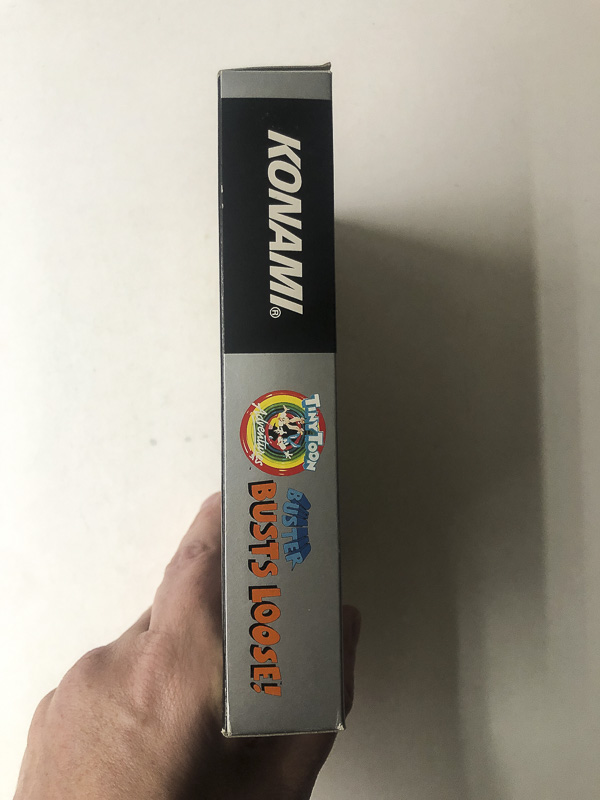 KONAMI®
TINY TOON
Adventures
BUSTER
BUSTS LOOSE!